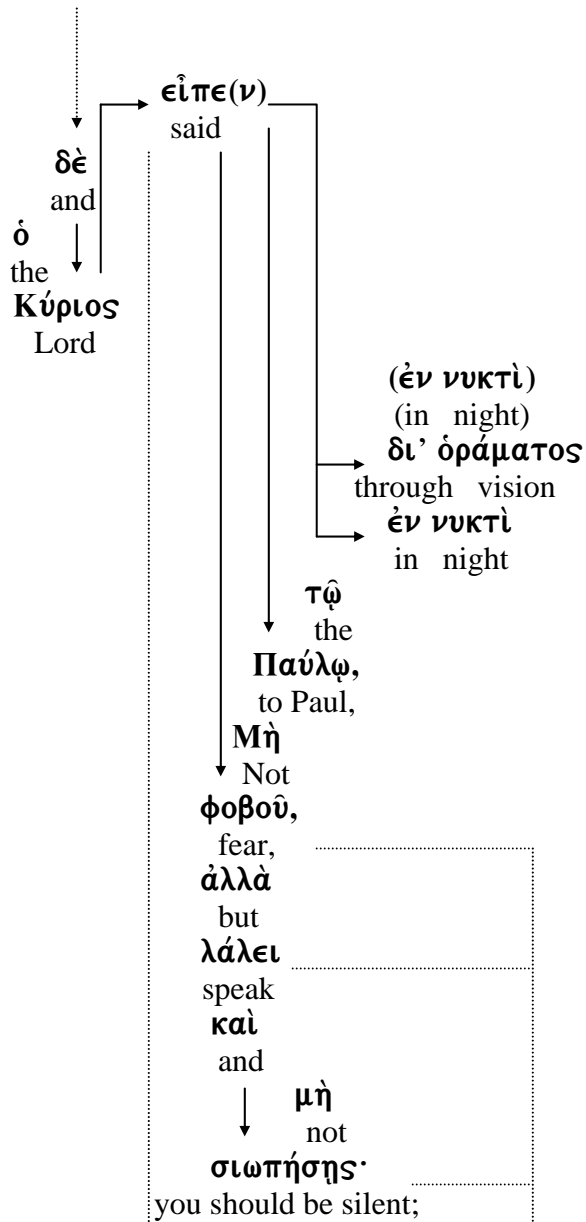 εἶπε(ν)
said
δὲ
and
ὁ
the
Κύριος
Lord
(ἐν νυκτὶ)
(in night)
δι’ ὁράματος
through vision
ἐν νυκτὶ
in night
τῷ
the
Παύλῳ,
to Paul,
Μὴ
Not
φοβοῦ,
fear,
ἀλλὰ
but
λάλει
speak
καὶ
and
μὴ
not
σιωπήσῃς·
you should be silent;